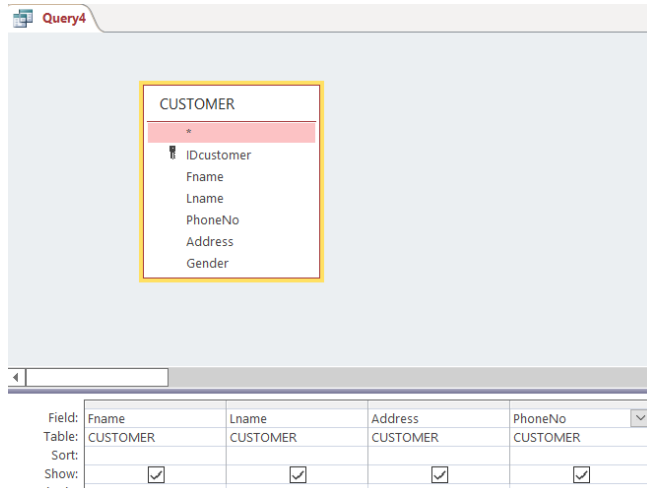 Query4
CUSTOMER
*
IDcustomer
Fname
Lname
PhoneNo
Address
Gender
Field: Fname Lname Address PhoneNo
Table: CUSTOMER CUSTOMER CUSTOMER CUSTOMER
Sort:
Show: